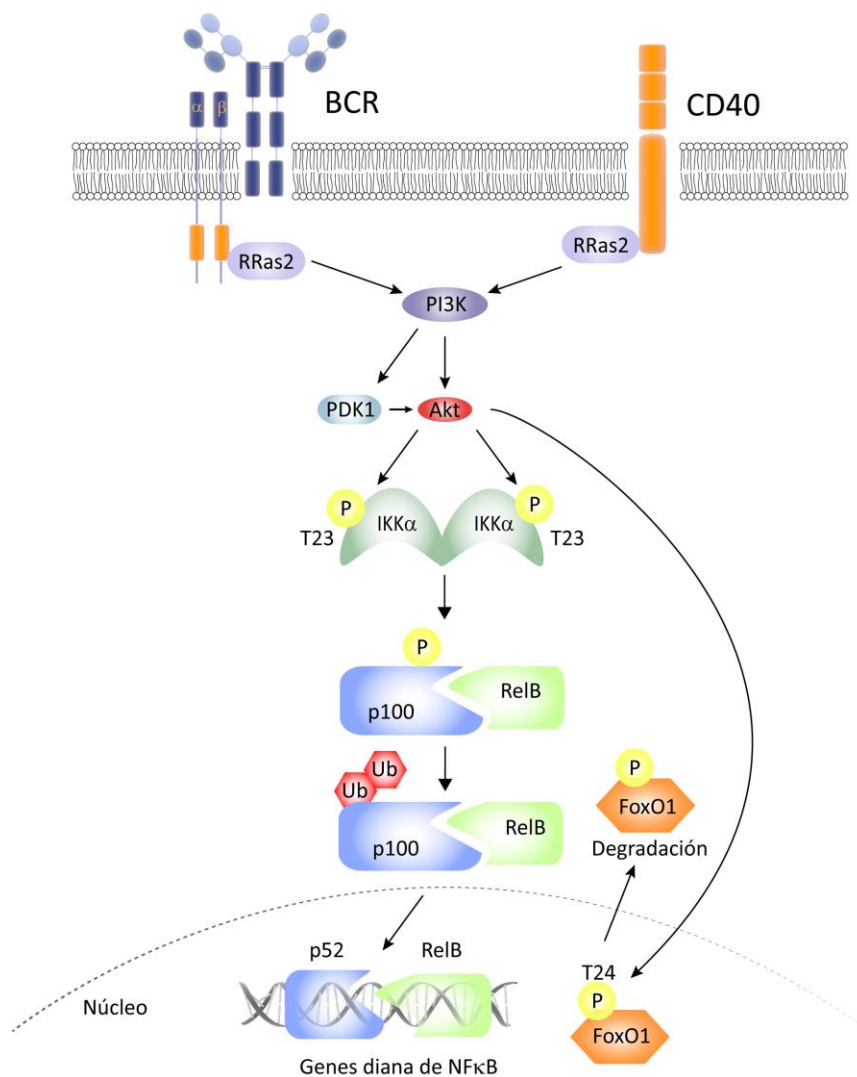 BCR
CD40
α
β
RRas2
RRas2
PI3K
PDK1
Akt
P
P
IKKα
IKKα
T23
T23
P
p100
RelB
Ub
Ub
p100
RelB
P
FoxO1
Degradación
p52
RelB
Núcleo
T24
P
FoxO1
Genes diana de NFκB